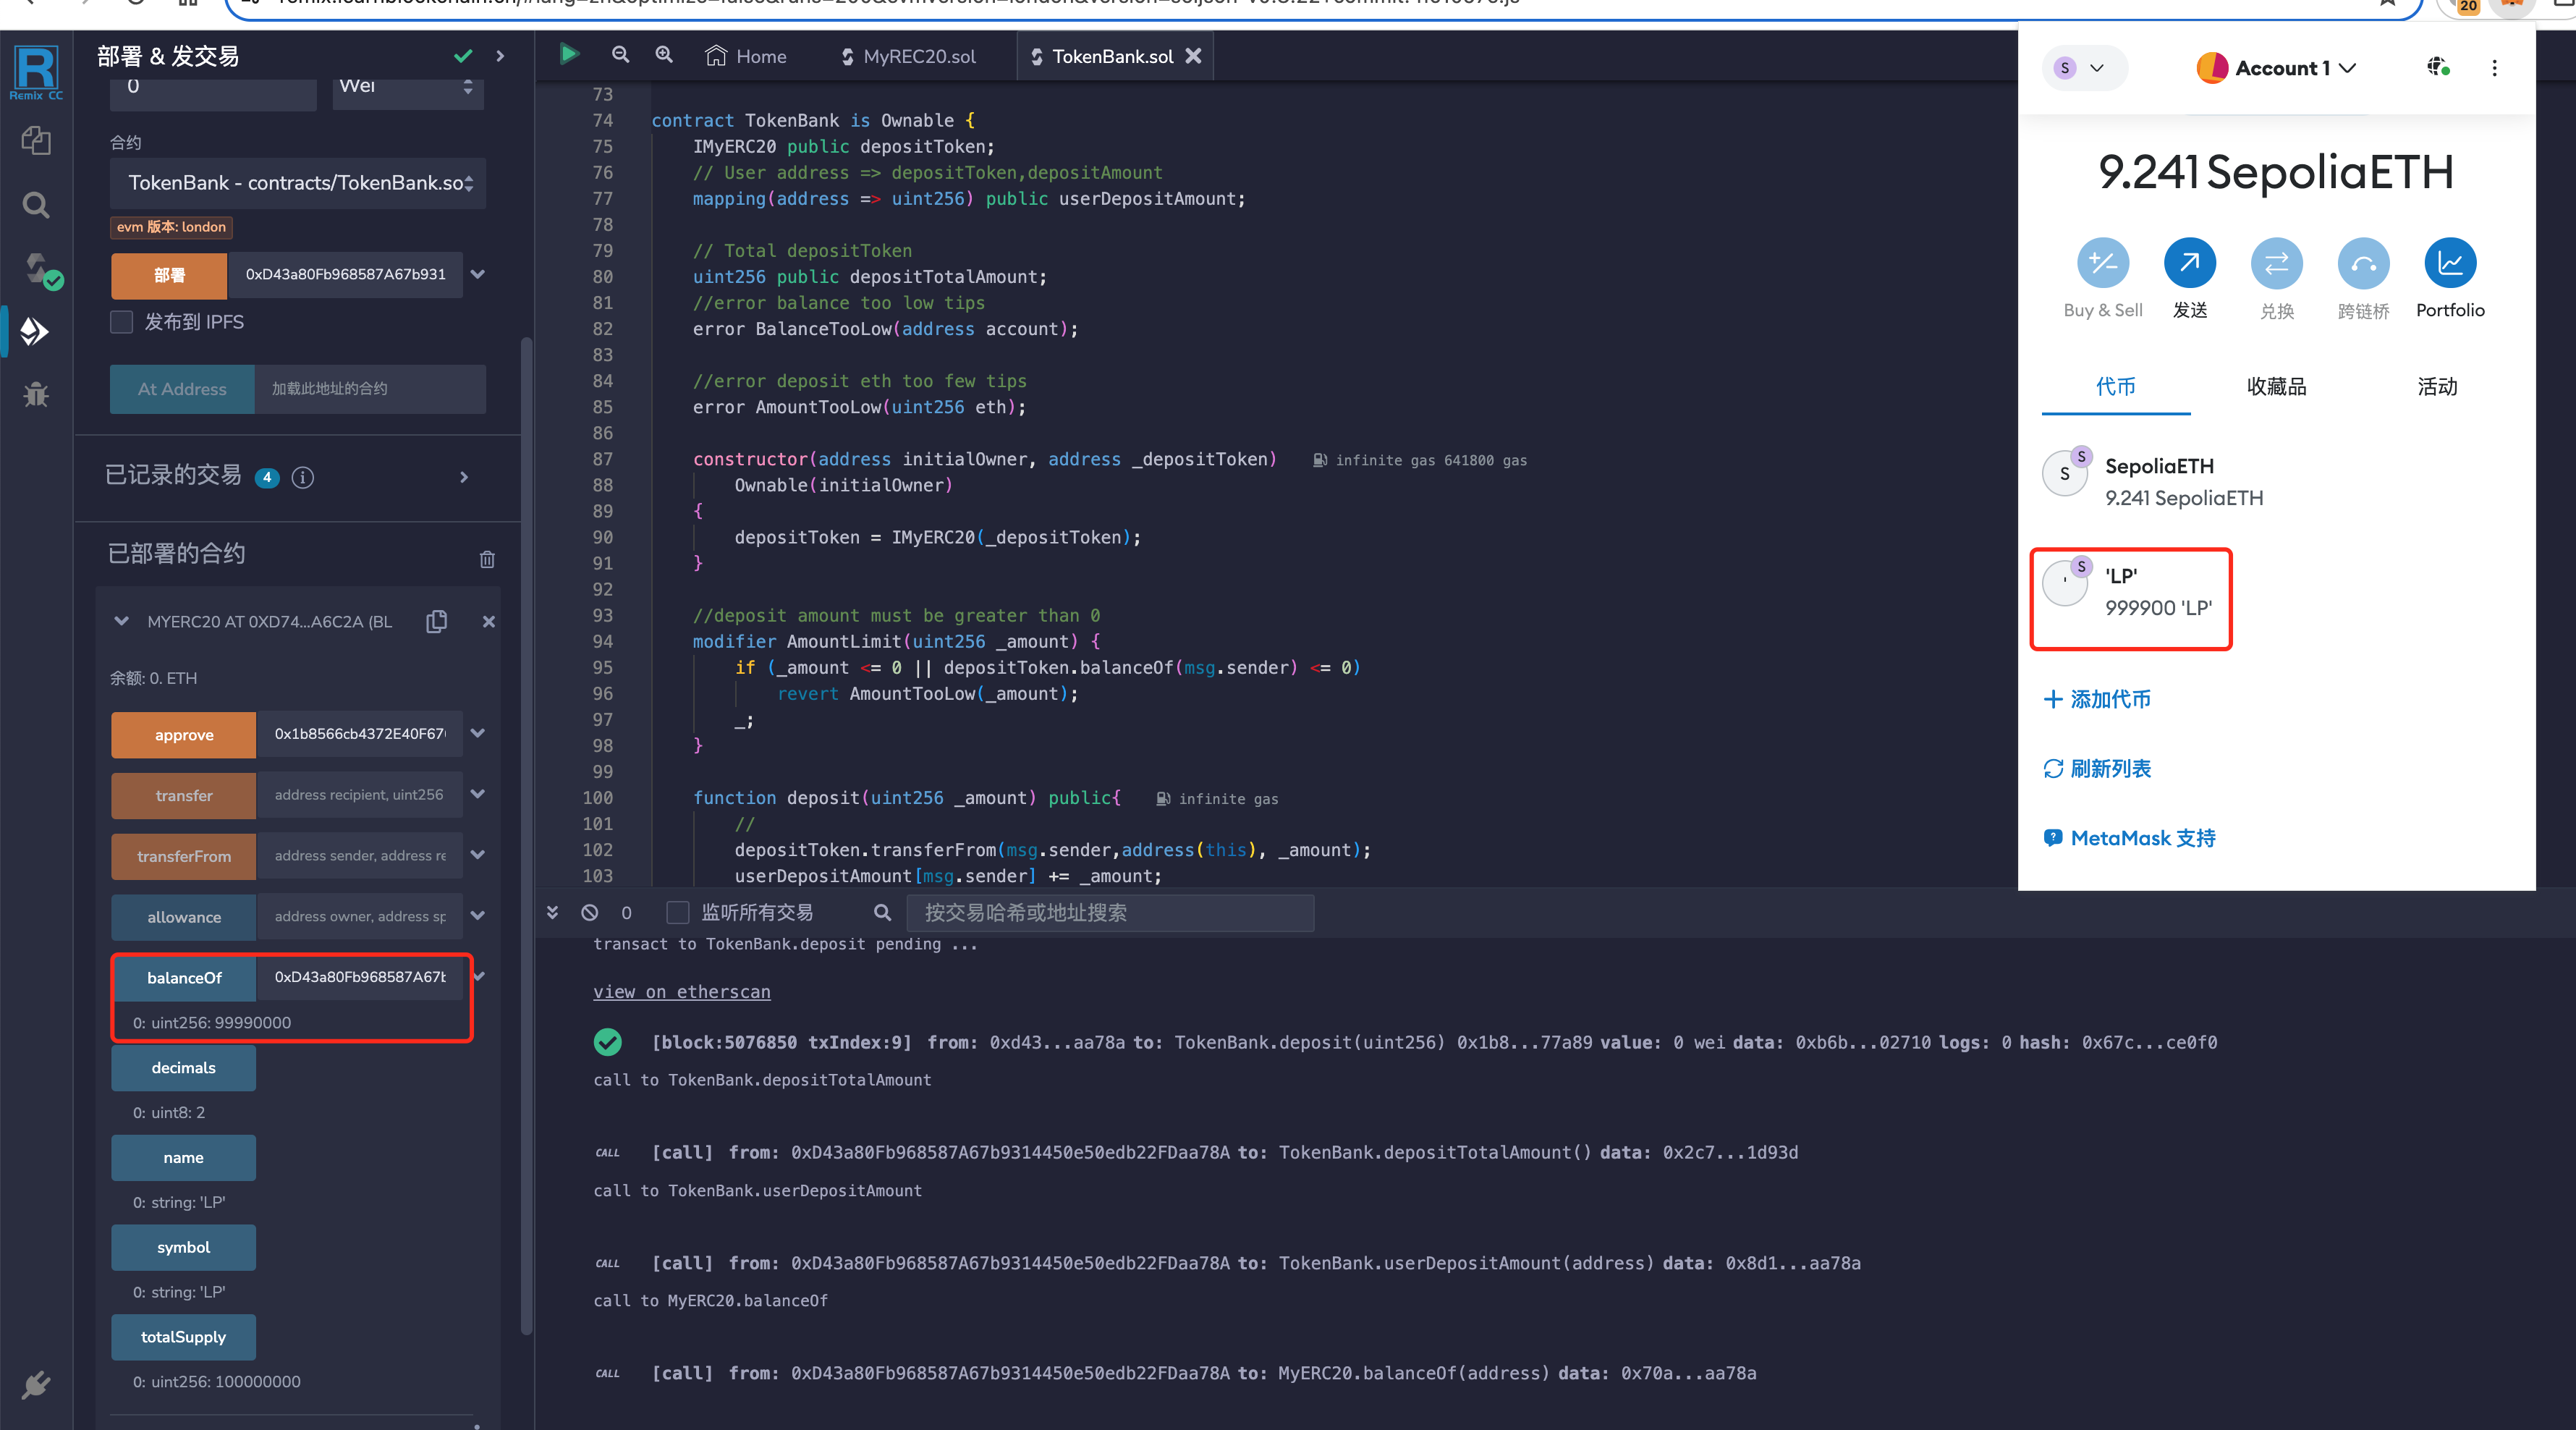 20
Remix CC
部署 & 发交易
0
Wei
合约
TokenBank - contracts/TokenBank.so
evm 版本: london
部署
0xD43a80Fb968587A67b931
发布到 IPFS
At Address
加载此地址的合约
已记录的交易 4 i
已部署的合约
MYERC20 AT 0XD74...A6C2A (BL
余额: 0. ETH
approve
0x1b8566cb4372E40F67
transfer
address recipient, uint256
transferFrom
address sender, address re
allowance
address owner, address sp
balanceOf
0xD43a80Fb968587A67b
0: uint256: 99990000
decimals
0: uint8: 2
name
0: string: 'LP'
symbol
0: string: 'LP'
totalSupply
0: uint256: 100000000
Home
MyREC20.sol
TokenBank.sol
73
74 contract TokenBank is Ownable {
75 IMyERC20 public depositToken;
76 // User address => depositToken,depositAmount
77 mapping(address => uint256) public userDepositAmount;
78
79 // Total depositToken
80 uint256 public depositTotalAmount;
81 //error balance too low tips
82 error BalanceTooLow(address account);
83
84 //error deposit eth too few tips
85 error AmountTooLow(uint256 eth);
86
87 constructor(address initialOwner, address _depositToken) infinite gas 641800 gas
88 Ownable(initialOwner)
89 {
90 depositToken = IMyERC20(_depositToken);
91 }
92
93 //deposit amount must be greater than 0
94 modifier AmountLimit(uint256 _amount) {
95 if (_amount <= 0 || depositToken.balanceOf(msg.sender) <= 0)
96 revert AmountTooLow(_amount);
97 _;
98 }
99
100 function deposit(uint256 _amount) public{ infinite gas
101 //
102 depositToken.transferFrom(msg.sender,address(this), _amount);
103 userDepositAmount[msg.sender] += _amount;
0
监听所有交易
按交易哈希或地址搜索
transact to TokenBank.deposit pending ...
view on etherscan
[block:5076850 txIndex:9] from: 0xd43...aa78a to: TokenBank.deposit(uint256) 0x1b8...77a89 value: 0 wei data: 0xb6b...02710 logs: 0 hash: 0x67c...ce0f0
call to TokenBank.depositTotalAmount
CALL [call] from: 0xD43a80Fb968587A67b9314450e50edb22FDaa78A to: TokenBank.depositTotalAmount() data: 0x2c7...1d93d
call to TokenBank.userDepositAmount
CALL [call] from: 0xD43a80Fb968587A67b9314450e50edb22FDaa78A to: TokenBank.userDepositAmount(address) data: 0x8d1...aa78a
call to MyERC20.balanceOf
CALL [call] from: 0xD43a80Fb968587A67b9314450e50edb22FDaa78A to: MyERC20.balanceOf(address) data: 0x70a...aa78a
S
Account 1
9.241 SepoliaETH
Buy & Sell
发送
兑换
跨链桥
Portfolio
代币
收藏品
活动
S
S
SepoliaETH
9.241 SepoliaETH
'
S
'LP'
999900 'LP'
添加代币
刷新列表
MetaMask 支持